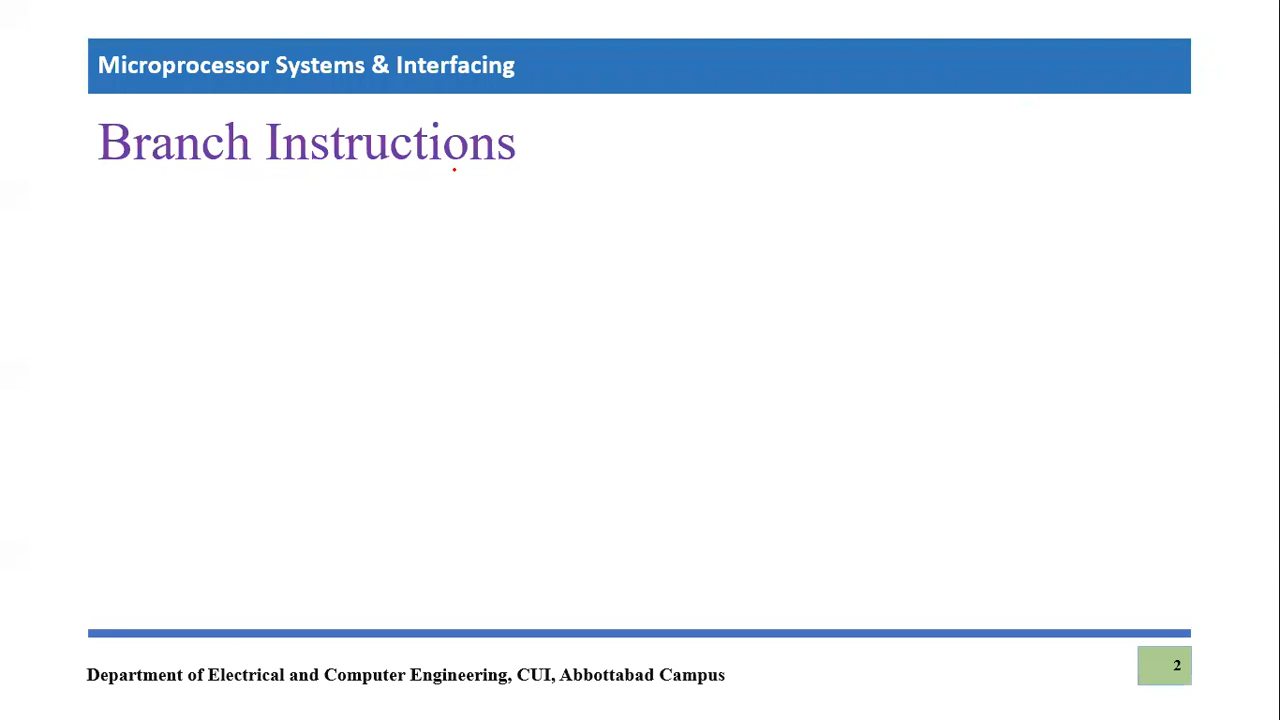 Microprocessor Systems & Interfacing
Branch Instructions
Department of Electrical and Computer Engineering, CUI, Abbottabad Campus
2